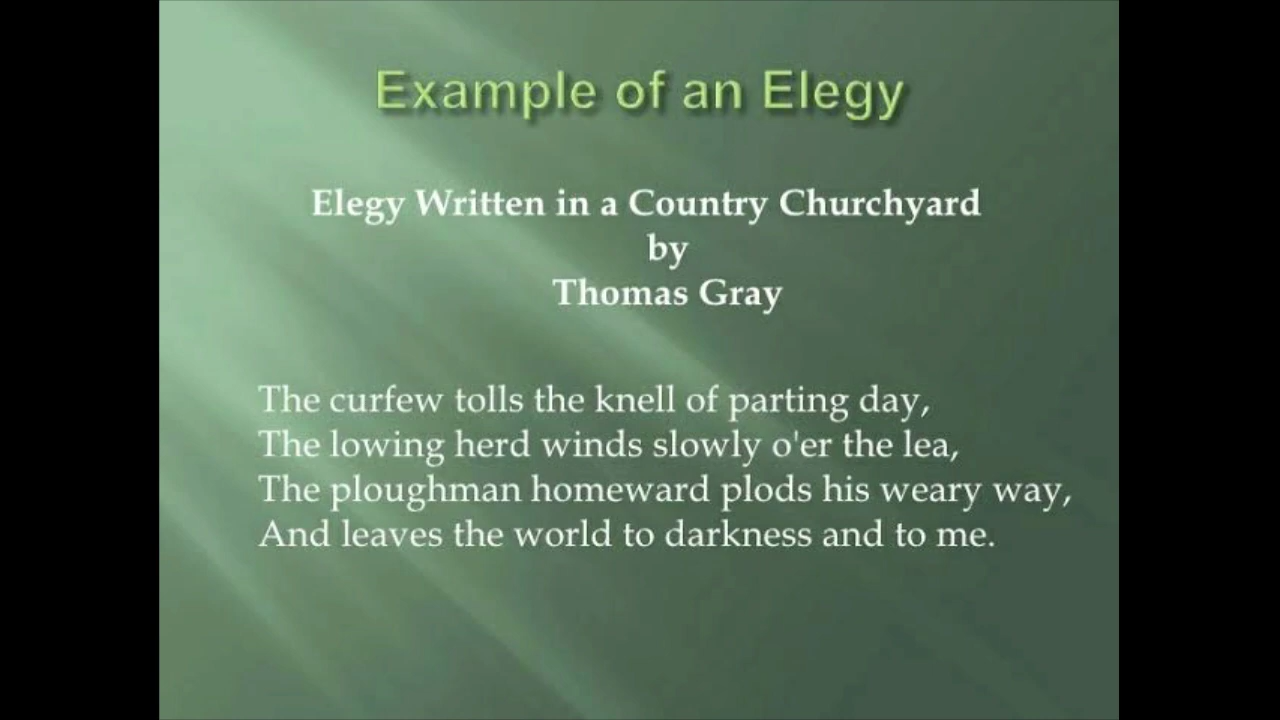 Example of an Elegy
Elegy Written in a Country Churchyard
by
Thomas Gray
The curfew tolls the knell of parting day,
The lowing herd winds slowly o'er the lea,
The ploughman homeward plods his weary way,
And leaves the world to darkness and to me.